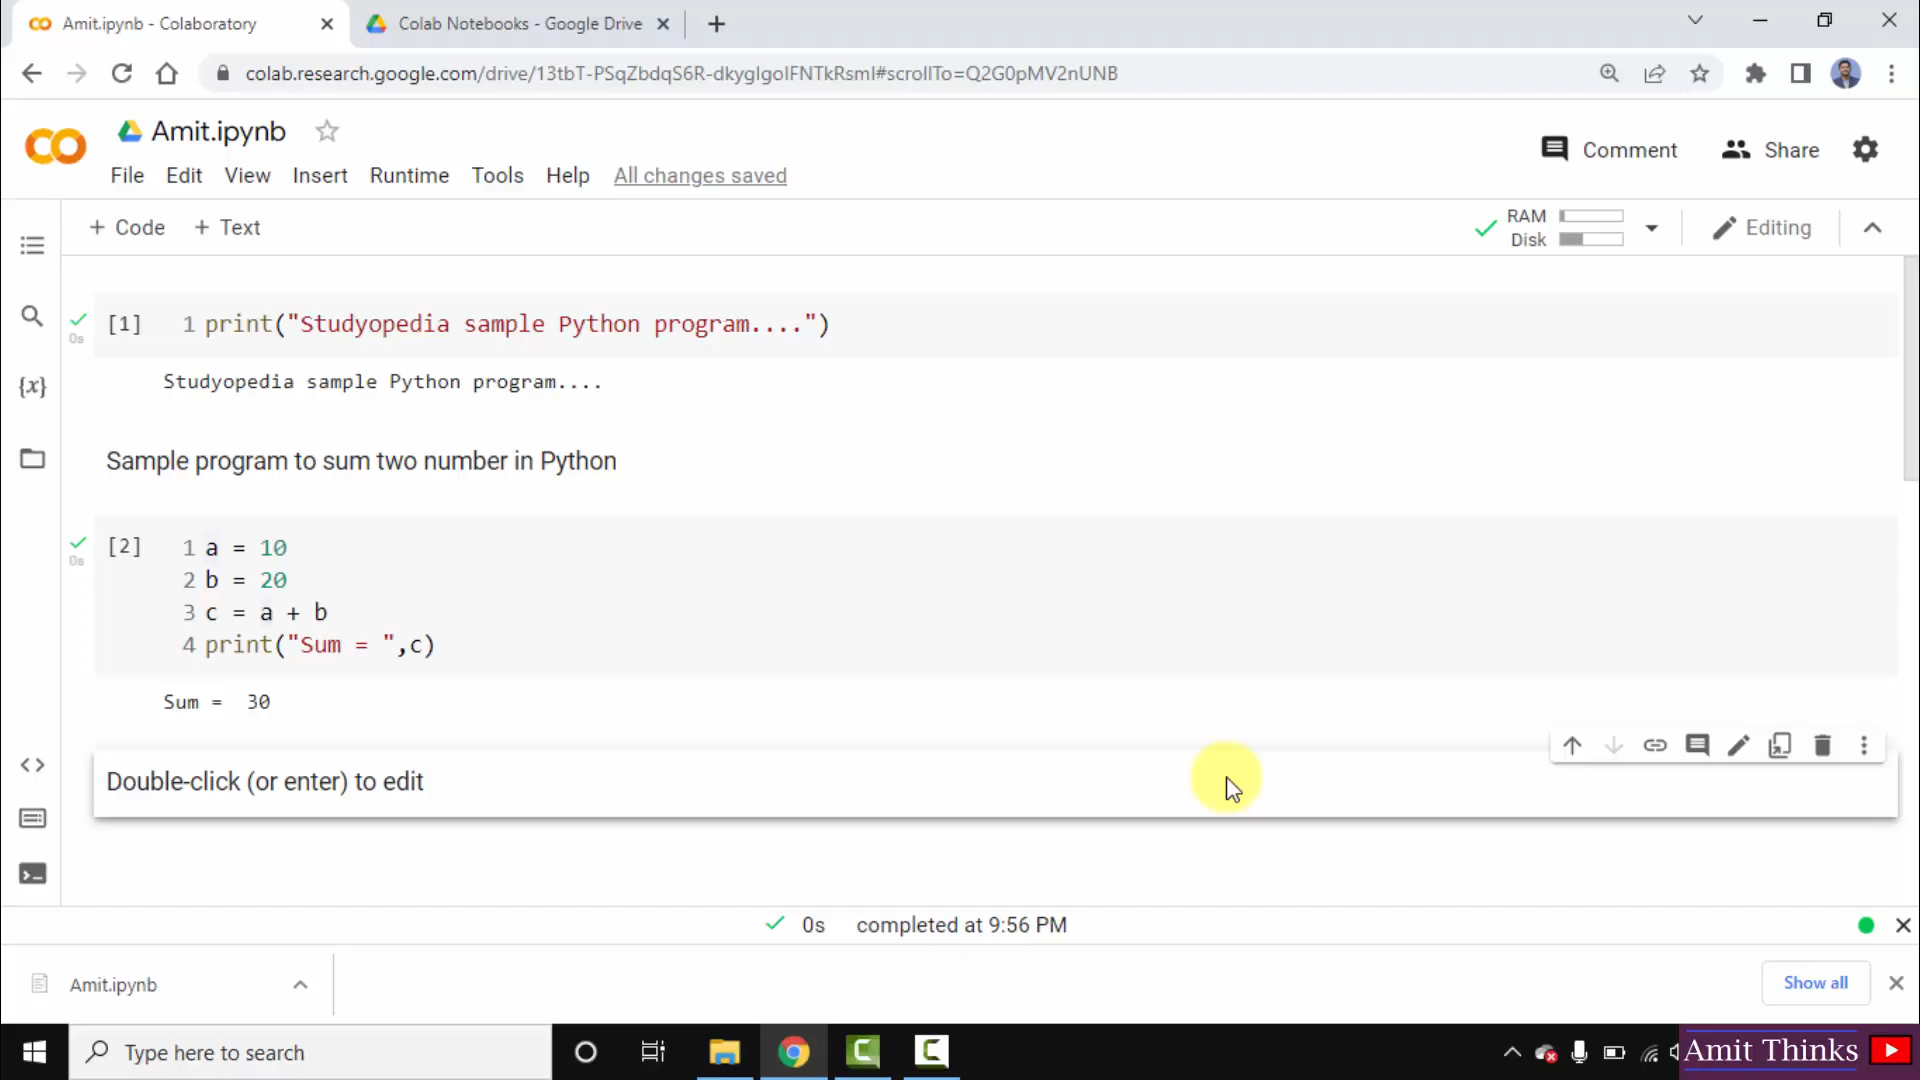 Amit.ipynb - Colaboratory
Colab Notebooks - Google Drive
colab.research.google.com/drive/13tbT-PSqZbdqS6R-dkyglgolFNTkRsml#scrollTo=Q2G0pMV2nUNB
Amit.ipynb
Comment
Share
File Edit View Insert Runtime Tools Help All changes saved
+ Code + Text
RAM
Disk
Editing
0s
[1] 1 print("Studyopedia sample Python program....")
Studyopedia sample Python program....
Sample program to sum two number in Python
0s
[2] 1 a = 10
2 b = 20
3 c = a + b
4 print("Sum = ",c)
Sum =  30
Double-click (or enter) to edit
0s completed at 9:56 PM
Amit.ipynb
Show all
Type here to search
Amit Thinks